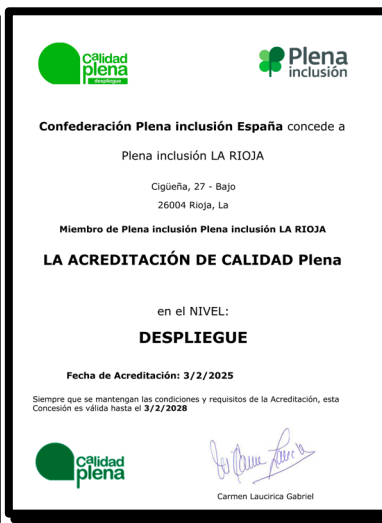 Calidad
plena
despliegue
Plena
inclusión
Confederación Plena inclusión España concede a
Plena inclusión LA RIOJA
Cigüeña, 27 - Bajo
26004 Rioja, La
Miembro de Plena inclusión Plena inclusión LA RIOJA
LA ACREDITACIÓN DE CALIDAD Plena
en el NIVEL:
DESPLIEGUE
Fecha de Acreditación: 3/2/2025
Siempre que se mantengan las condiciones y requisitos de la Acreditación, esta
Concesión es válida hasta el 3/2/2028
Calidad
plena
Carmen Laucirica Gabriel